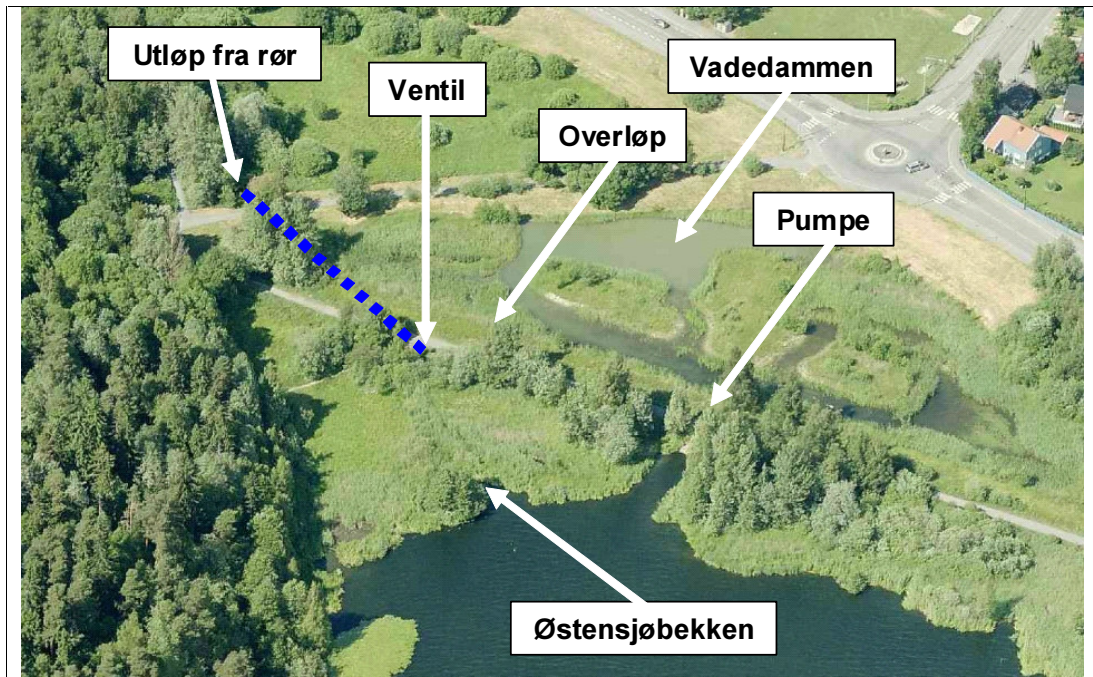 Utløp fra rør
Vadedammen
Ventil
Overløp
Pumpe
Østensjøbekken